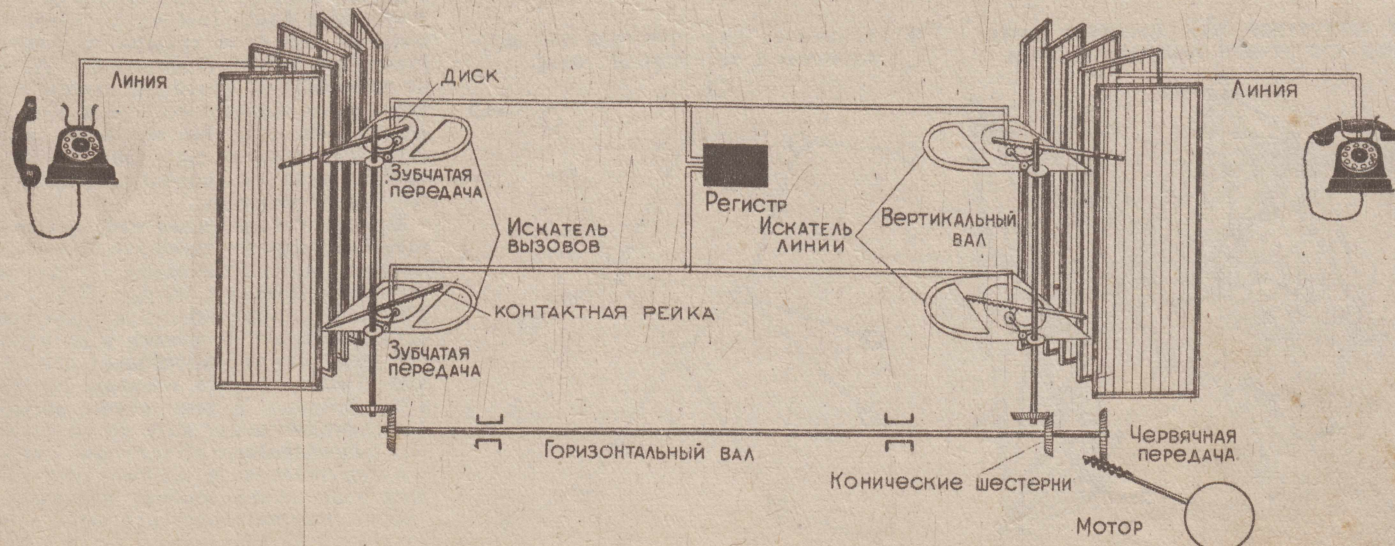 Линия
диск
Линия
Зубчатая
передача
Регистр
Искатель
вызовов
Искатель
линии
Вертикальный
вал
контактная рейка
Зубчатая
передача
Горизонтальный вал
Червячная
передача.
Конические шестерни
Мотор